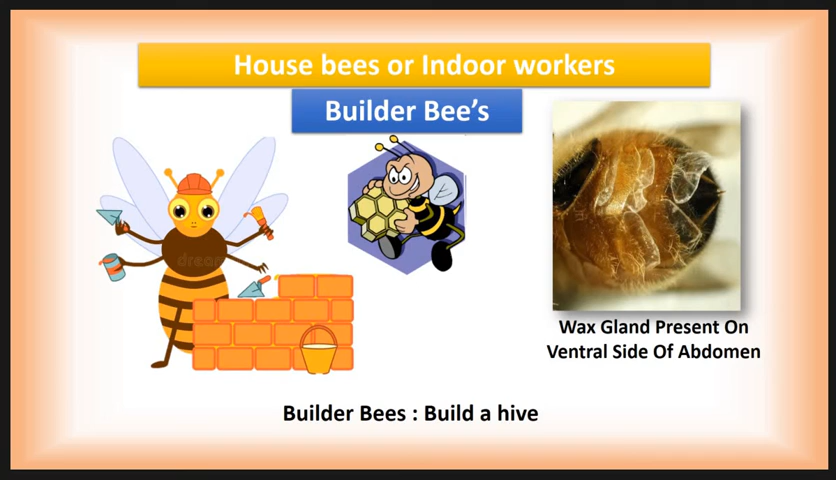 House bees or Indoor workers
Builder Bee's
Wax Gland Present On
Ventral Side Of Abdomen
Builder Bees : Build a hive